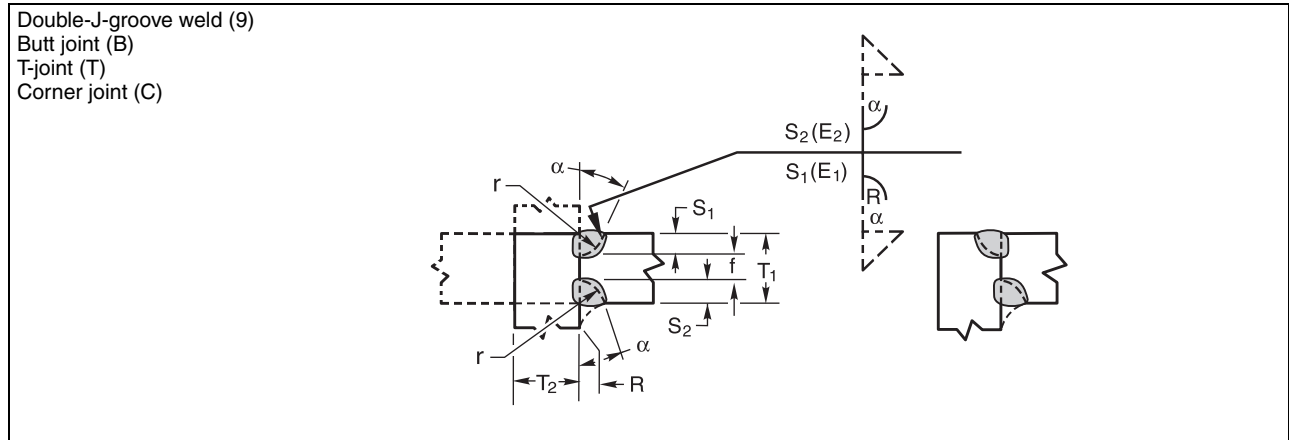 Double-J-groove weld (9)
Butt joint (B)
T-joint (T)
Corner joint (C)
α
S₂(E₂)
S₁(E₁)
R
α
α
r
S₁
f
T₁
S₂
r
α
T₂
R